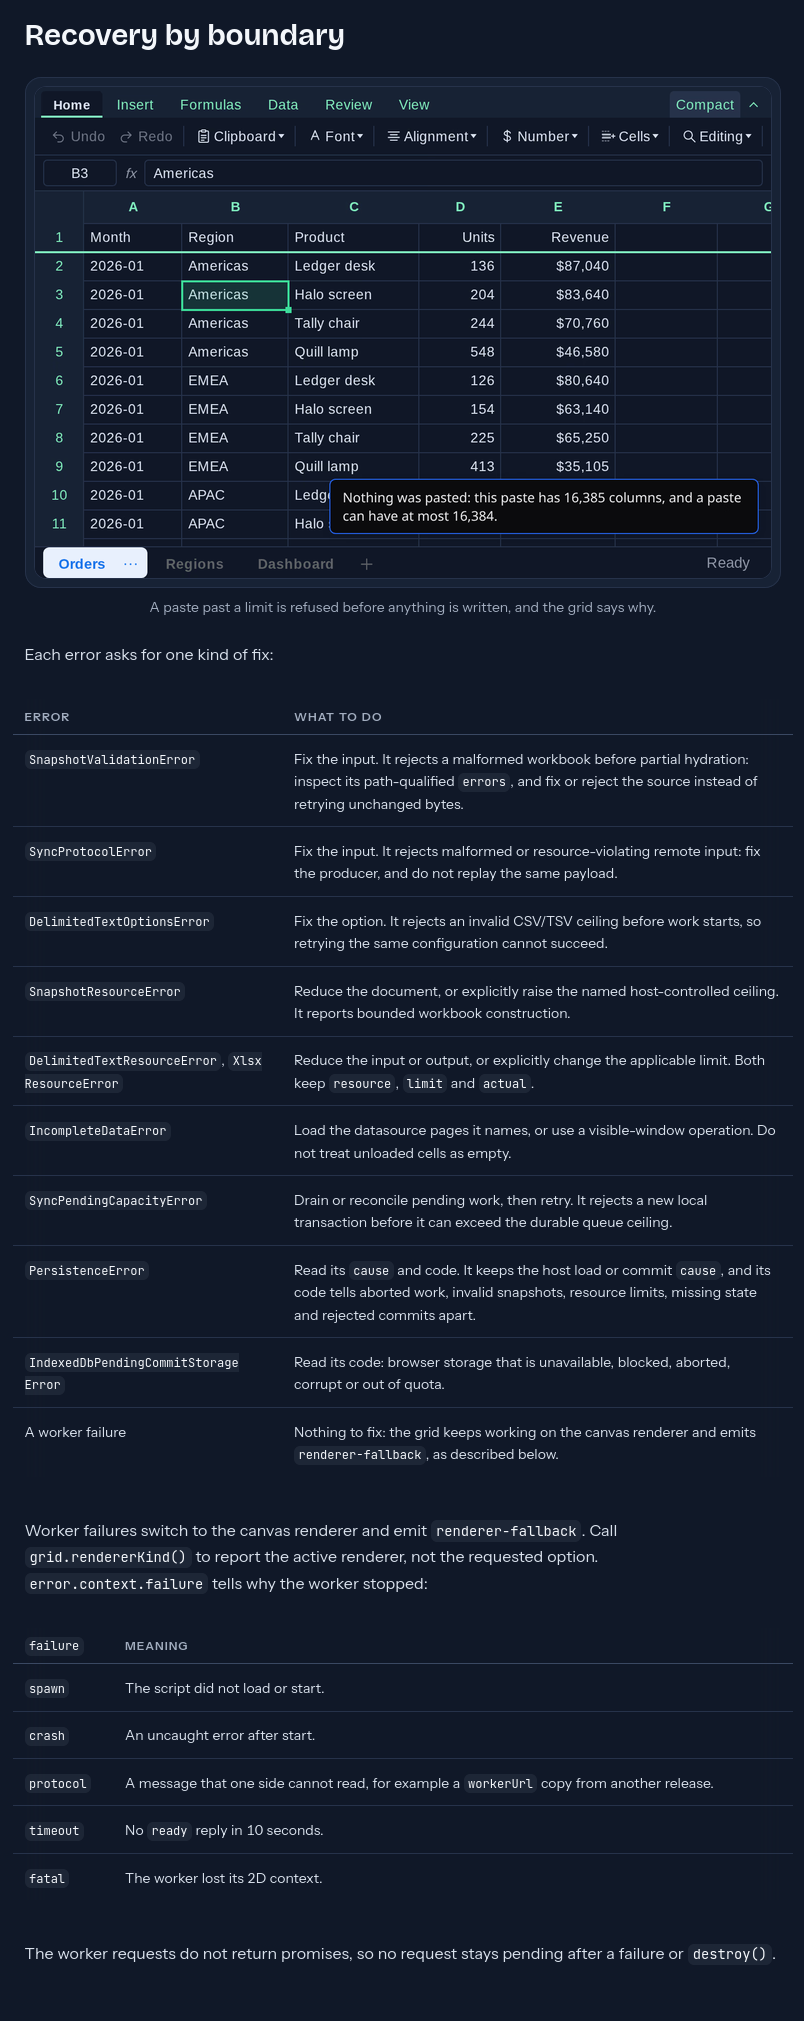 Recovery by boundary
Home Insert Formulas Data Review View Compact
Undo Redo Clipboard Font Alignment Number Cells Editing
B3 fx Americas
A B C D E F G
1 Month Region Product Units Revenue
2 2026-01 Americas Ledger desk 136 $87,040
3 2026-01 Americas Halo screen 204 $83,640
4 2026-01 Americas Tally chair 244 $70,760
5 2026-01 Americas Quill lamp 548 $46,580
6 2026-01 EMEA Ledger desk 126 $80,640
7 2026-01 EMEA Halo screen 154 $63,140
8 2026-01 EMEA Tally chair 225 $65,250
9 2026-01 EMEA Quill lamp 413 $35,105
10 2026-01 APAC Ledge
11 2026-01 APAC Halo
Nothing was pasted: this paste has 16,385 columns, and a paste
can have at most 16,384.
Orders ... Regions Dashboard + Ready
A paste past a limit is refused before anything is written, and the grid says why.
Each error asks for one kind of fix:
ERROR WHAT TO DO
SnapshotValidationError Fix the input. It rejects a malformed workbook before partial hydration:
inspect its path-qualified errors, and fix or reject the source instead of
retrying unchanged bytes.
SyncProtocolError Fix the input. It rejects malformed or resource-violating remote input: fix
the producer, and do not replay the same payload.
DelimitedTextOptionsError Fix the option. It rejects an invalid CSV/TSV ceiling before work starts, so
retrying the same configuration cannot succeed.
SnapshotResourceError Reduce the document, or explicitly raise the named host-controlled ceiling.
It reports bounded workbook construction.
DelimitedTextResourceError, Xlsx Reduce the input or output, or explicitly change the applicable limit. Both
ResourceError keep resource, limit and actual.
IncompleteDataError Load the datasource pages it names, or use a visible-window operation. Do
not treat unloaded cells as empty.
SyncPendingCapacityError Drain or reconcile pending work, then retry. It rejects a new local
transaction before it can exceed the durable queue ceiling.
PersistenceError Read its cause and code. It keeps the host load or commit cause, and its
code tells aborted work, invalid snapshots, resource limits, missing state
and rejected commits apart.
IndexedDbPendingCommitStorage Read its code: browser storage that is unavailable, blocked, aborted,
Error corrupt or out of quota.
A worker failure Nothing to fix: the grid keeps working on the canvas renderer and emits
renderer-fallback, as described below.
Worker failures switch to the canvas renderer and emit renderer-fallback. Call
grid.rendererKind() to report the active renderer, not the requested option.
error.context.failure tells why the worker stopped:
failure MEANING
spawn The script did not load or start.
crash An uncaught error after start.
protocol A message that one side cannot read, for example a workerUrl copy from another release.
timeout No ready reply in 10 seconds.
fatal The worker lost its 2D context.
The worker requests do not return promises, so no request stays pending after a failure or destroy().